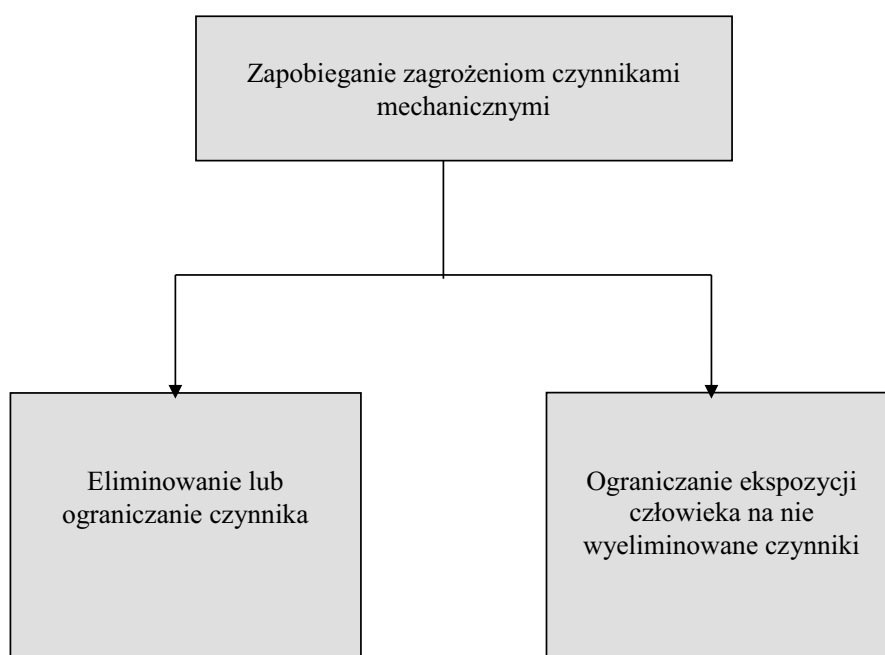 Zapobieganie zagrożeniom czynnikami
mechanicznymi
Eliminowanie lub
ograniczanie czynnika
Ograniczanie ekspozycji
człowieka na nie
wyeliminowane czynniki